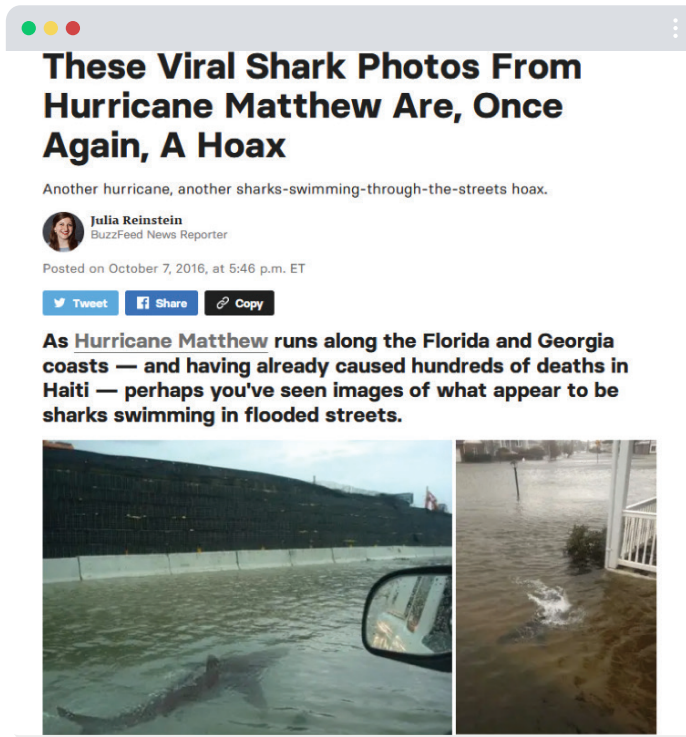 These Viral Shark Photos From
Hurricane Matthew Are, Once
Again, A Hoax
Another hurricane, another sharks-swimming-through-the-streets hoax.
Julia Reinstein
BuzzFeed News Reporter
Posted on October 7, 2016, at 5:46 p.m. ET
Tweet Share Copy
As Hurricane Matthew runs along the Florida and Georgia
coasts — and having already caused hundreds of deaths in
Haiti — perhaps you've seen images of what appear to be
sharks swimming in flooded streets.